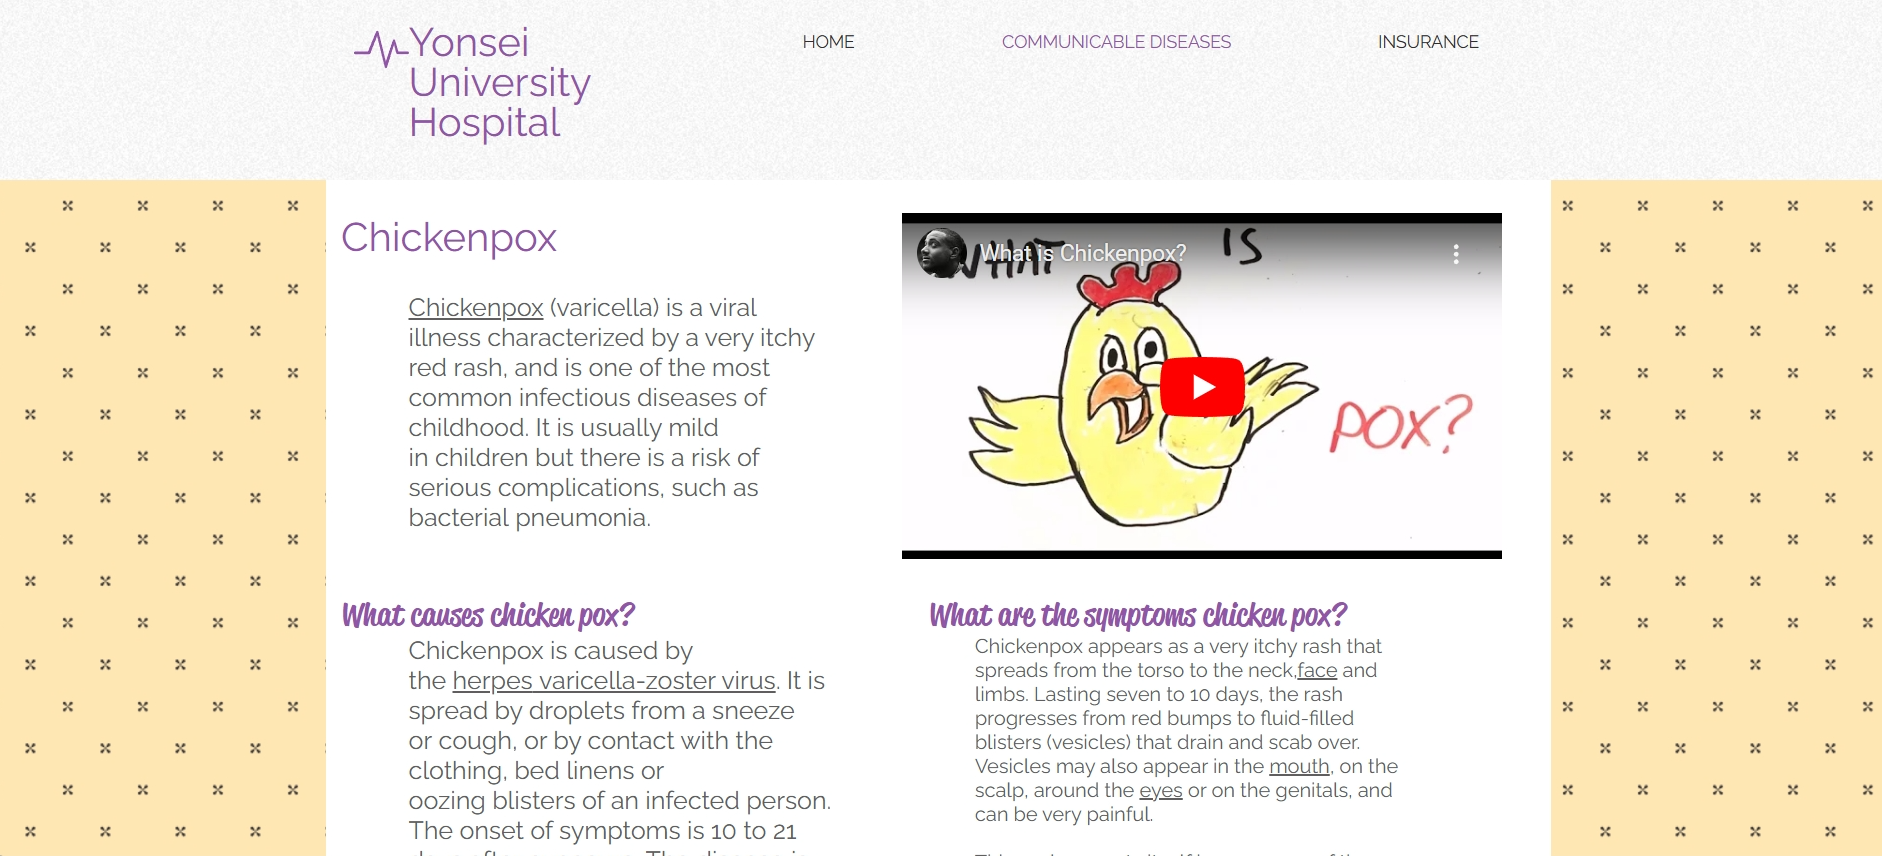 Yonsei
University
Hospital
HOME
COMMUNICABLE DISEASES
INSURANCE
Chickenpox
Chickenpox (varicella) is a viral
illness characterized by a very itchy
red rash, and is one of the most
common infectious diseases of
childhood. It is usually mild
in children but there is a risk of
serious complications, such as
bacterial pneumonia.
WHAT IS
What is Chickenpox?
POX?
What causes chicken pox?
Chickenpox is caused by
the herpes varicella-zoster virus. It is
spread by droplets from a sneeze
or cough, or by contact with the
clothing, bed linens or
oozing blisters of an infected person.
The onset of symptoms is 10 to 21
What are the symptoms chicken pox?
Chickenpox appears as a very itchy rash that
spreads from the torso to the neck,face and
limbs. Lasting seven to 10 days, the rash
progresses from red bumps to fluid-filled
blisters (vesicles) that drain and scab over.
Vesicles may also appear in the mouth, on the
scalp, around the eyes or on the genitals, and
can be very painful.